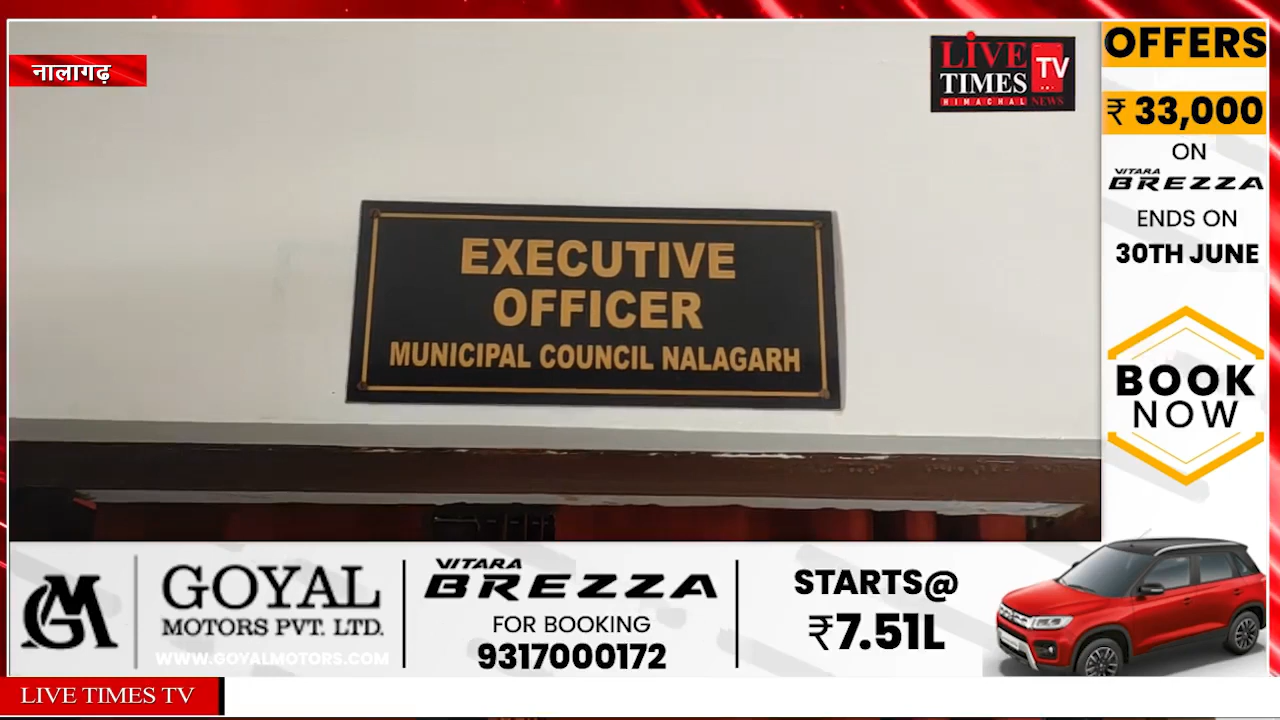 नालागढ़
LIVE
TIMES
TV
HIMACHAL NEWS
EXECUTIVE
OFFICER
MUNICIPAL COUNCIL NALAGARH
OFFERS
₹ 33,000
ON
VITARA
BREZZA
ENDS ON
30TH JUNE
BOOK
NOW
GOYAL
MOTORS PVT. LTD.
WWW.GOYALMOTORS.COM
VITARA
BREZZA
FOR BOOKING
9317000172
STARTS@
₹7.51L
LIVE TIMES TV